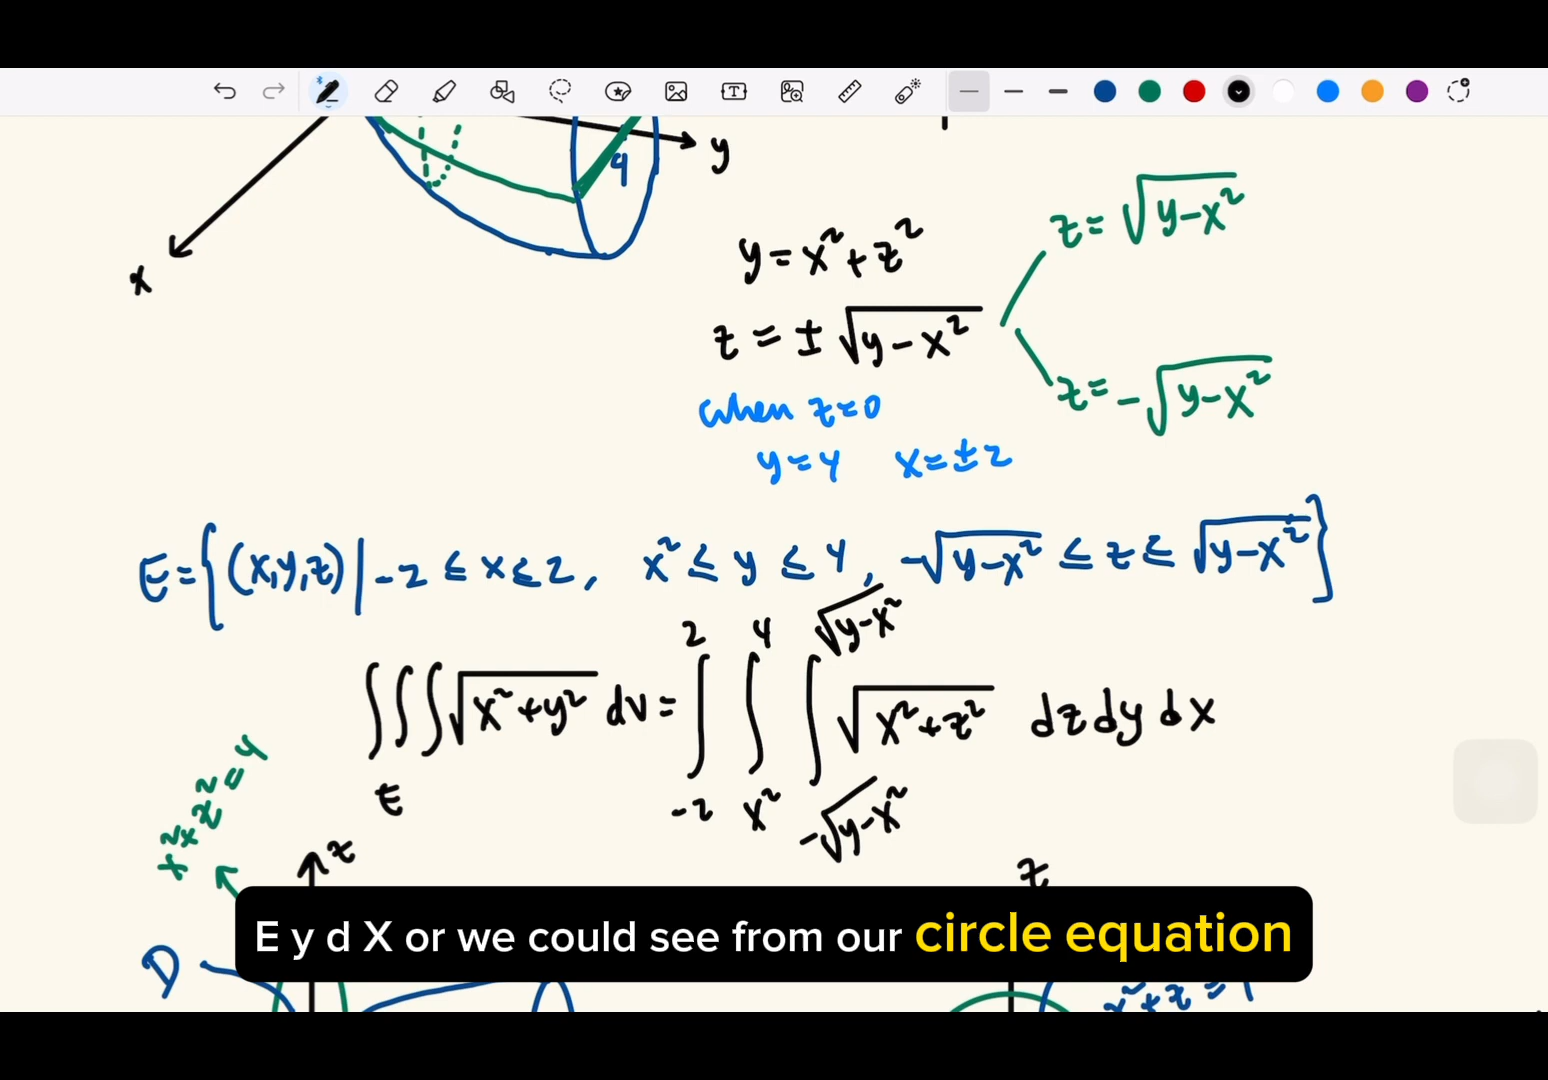 y
4
x
z = √(y-x²)
y = x² + z²
z = ± √(y - x²)
z = -√(y-x²)
when z=0
y=4 x=±2
E = {(x,y,z) | -2 ≤ x ≤ 2, x² ≤ y ≤ 4, -√(y-x²) ≤ z ≤ √(y-x²)}
∭_E √(x²+y²) dv = ∫_{-2}^{2} ∫_{x²}^{4} ∫_{-√(y-x²)}^{√(y-x²)} √(x²+z²) dz dy dx
x²+z²=4
z
z
E y d X or we could see from our circle equation
D